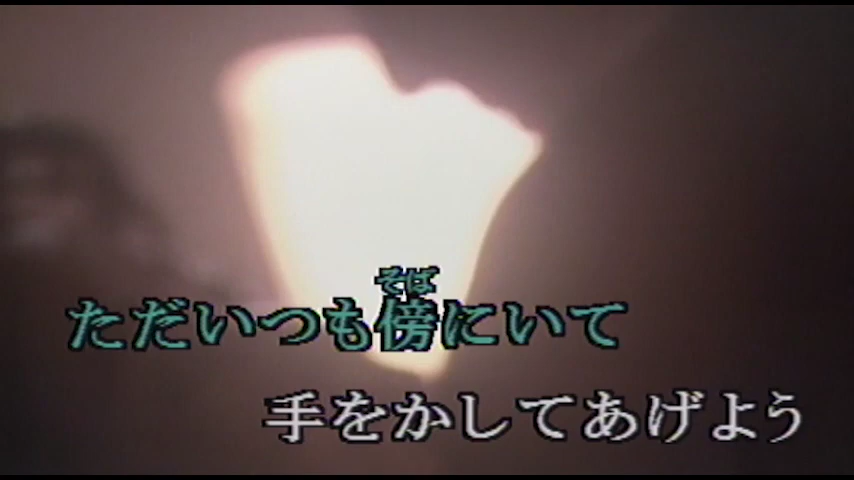 そば
ただいつも傍にいて
手をかしてあげよう